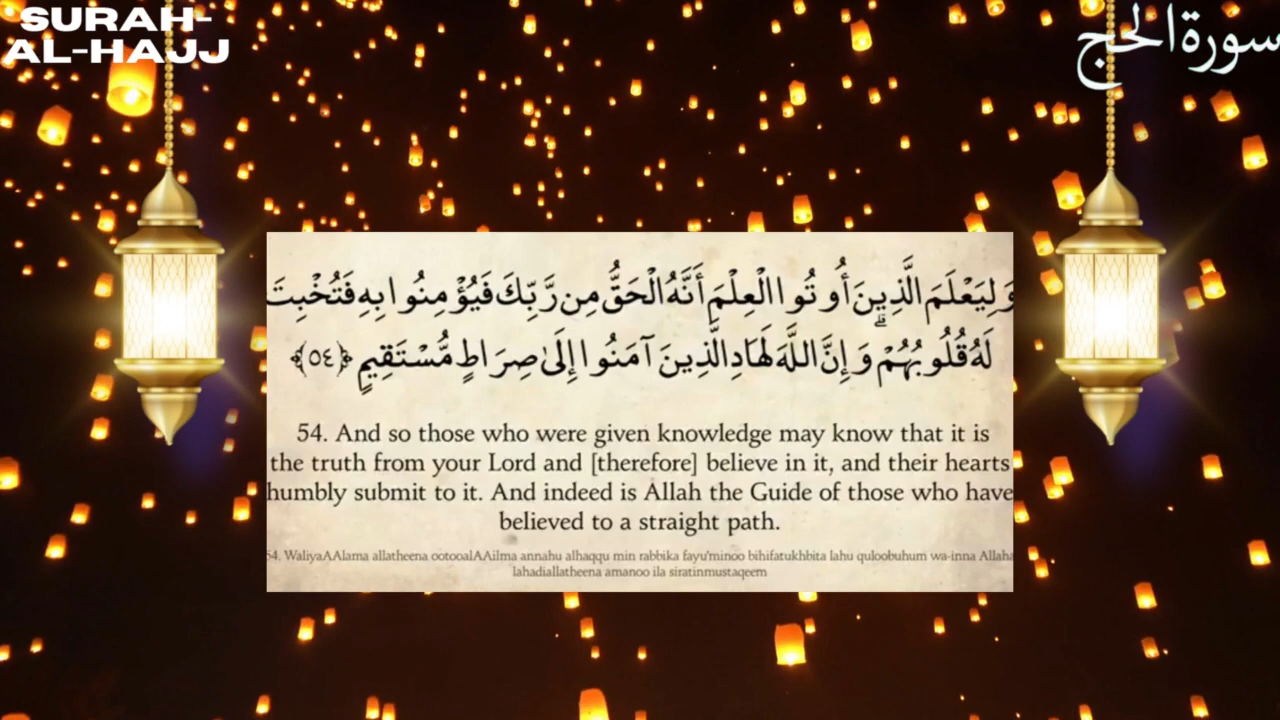 SURAH-
AL-HAJJ
سورة الحج
وَلِيَعْلَمَ الَّذِينَ أُوتُوا الْعِلْمَ أَنَّهُ الْحَقُّ مِن رَّبِّكَ فَيُؤْمِنُوا بِهِ فَتُخْبِتَ
لَهُ قُلُوبُهُمْ ۗ وَإِنَّ اللَّهَ لَهَادِ الَّذِينَ آمَنُوا إِلَىٰ صِرَاطٍ مُّسْتَقِيمٍ ﴿٥٤﴾
54. And so those who were given knowledge may know that it is
the truth from your Lord and [therefore] believe in it, and their hearts
humbly submit to it. And indeed is Allah the Guide of those who have
believed to a straight path.
54. WaliyaAAlama allatheena ootooalAAilma annahu alhaqqu min rabbika fayu'minoo bihifatukhbita lahu quloobuhum wa-inna Allaha
lahadiallatheena amanoo ila siratinmustaqeem